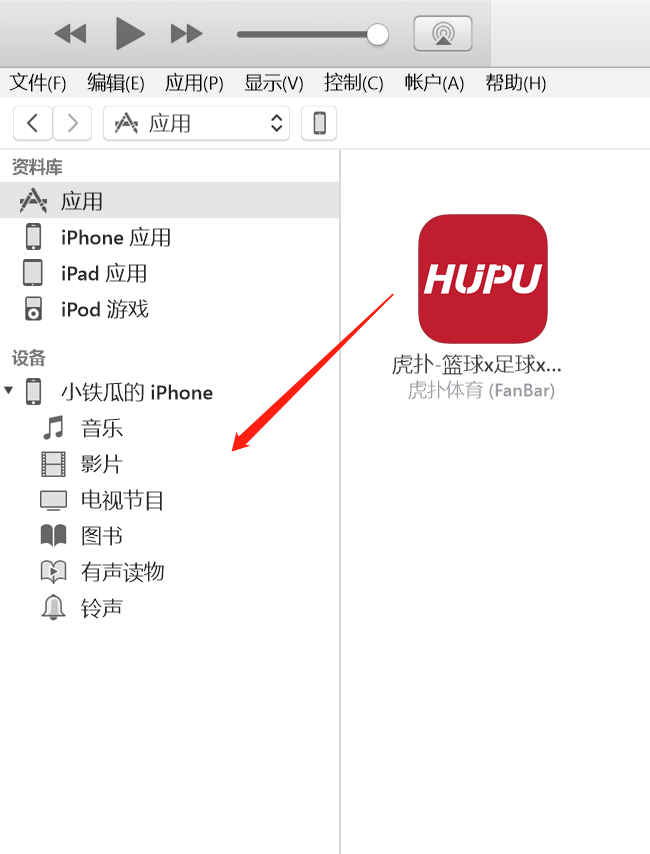 文件(F) 编辑(E) 应用(P) 显示(V) 控制(C) 帐户(A) 帮助(H)
应用
资料库
应用
iPhone 应用
iPad 应用
iPod 游戏
设备
小铁瓜的 iPhone
音乐
影片
电视节目
图书
有声读物
铃声
HUPU
虎扑-篮球x足球x...
虎扑体育 (FanBar)